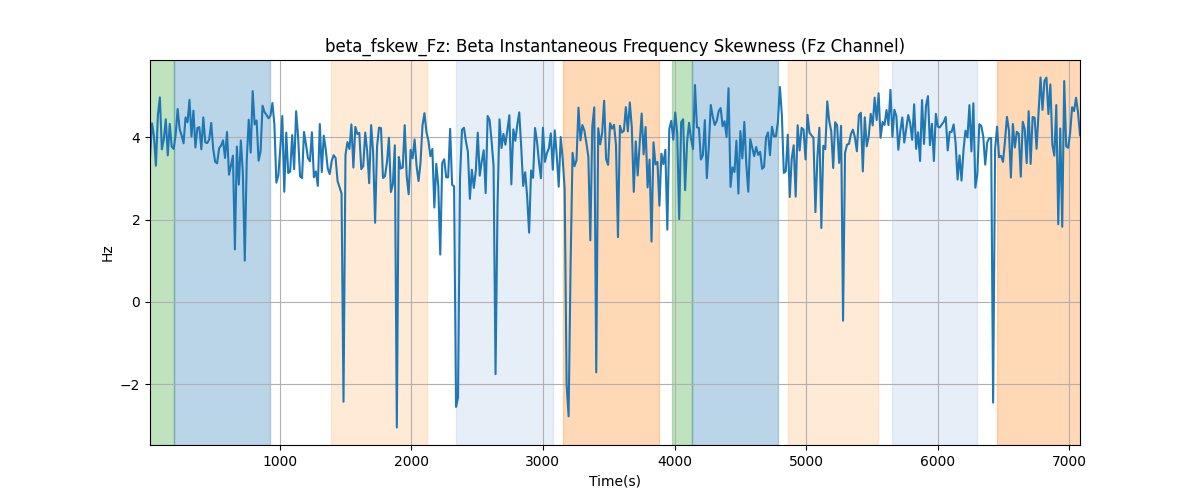 beta_fskew_Fz: Beta Instantaneous Frequency Skewness (Fz Channel)
Hz
4
2
0
−2
1000 2000 3000 4000 5000 6000 7000
Time(s)